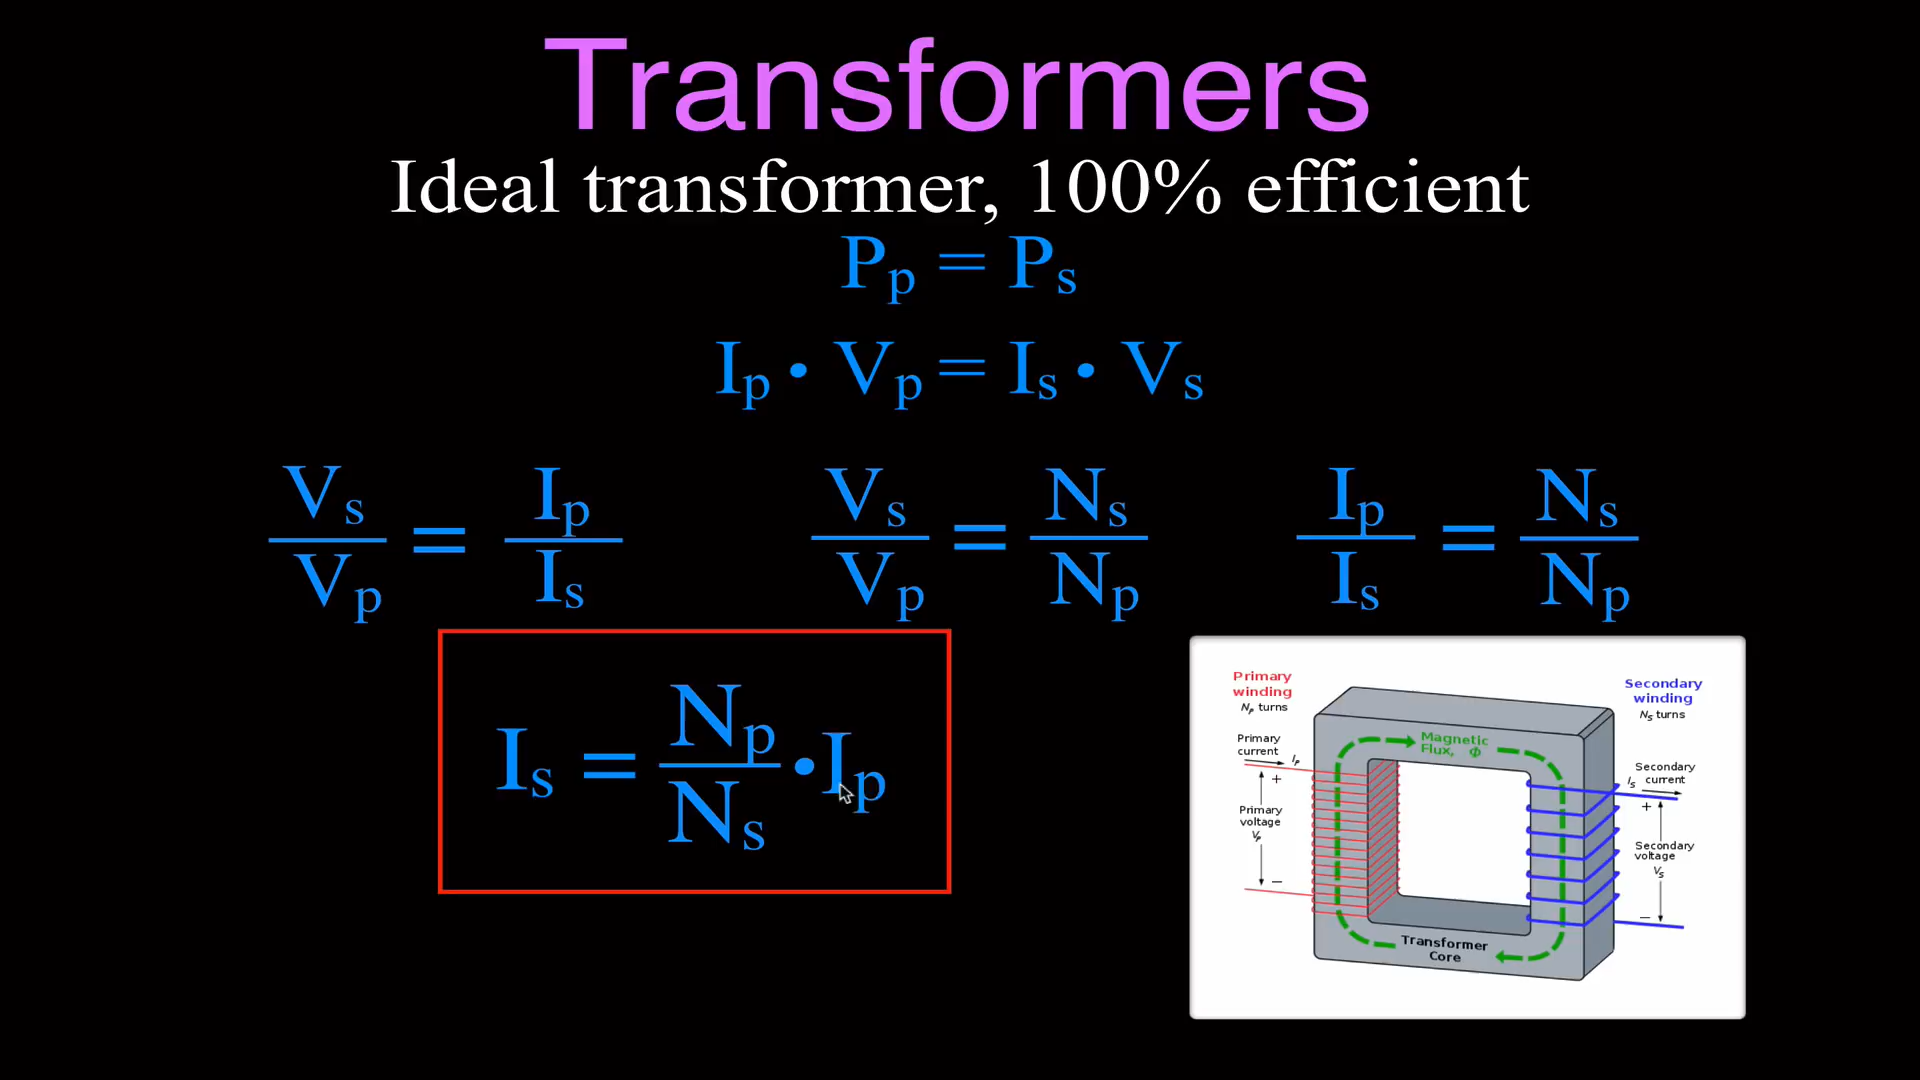 Transformers
Ideal transformer, 100% efficient
Pp = Ps
Ip • Vp = Is • Vs
Vs/Vp = Ip/Is
Vs/Vp = Ns/Np
Ip/Is = Ns/Np
Is = Np/Ns • Ip
Primary
winding
NP turns
Primary
current
IP
+
Primary
voltage
VP
–
Magnetic
Flux, Φ
Transformer
Core
Secondary
winding
NS turns
Secondary
current
IS
+
Secondary
voltage
VS
–